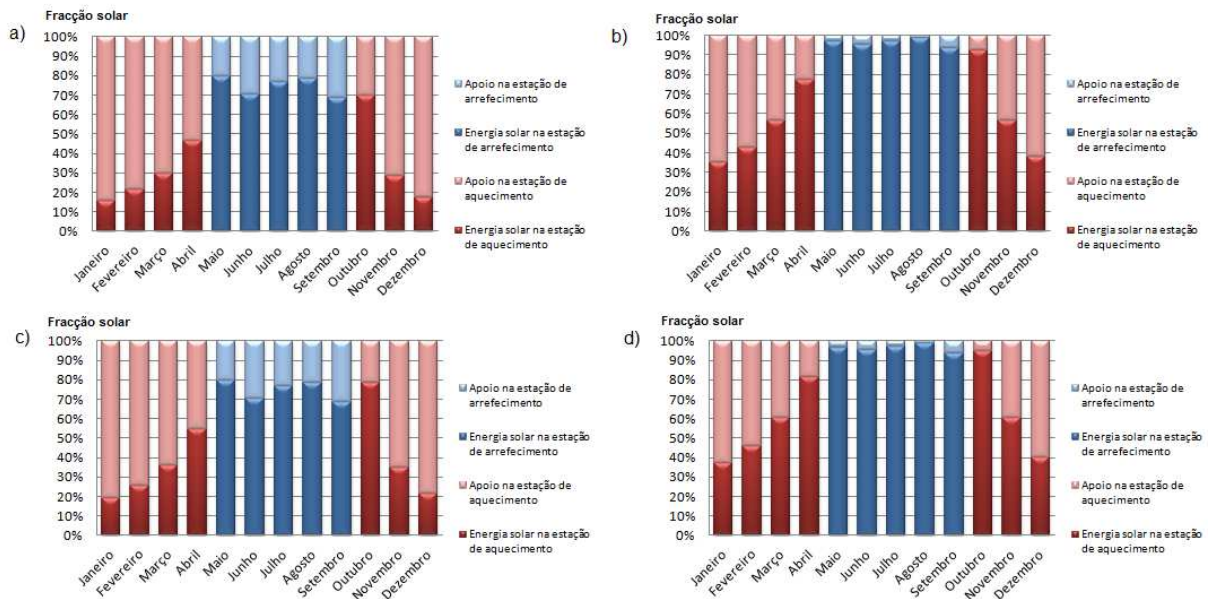 a)
Fracção solar
100%
90%
80%
70%
60%
50%
40%
30%
20%
10%
0%
Janeiro
Fevereiro
Março
Abril
Maio
Junho
Julho
Agosto
Setembro
Outubro
Novembro
Dezembro
Apoio na estação de
arrefecimento
Energia solar na estação
de arrefecimento
Apoio na estação de
aquecimento
Energia solar na estação
de aquecimento
b)
Fracção solar
100%
90%
80%
70%
60%
50%
40%
30%
20%
10%
0%
Janeiro
Fevereiro
Março
Abril
Maio
Junho
Julho
Agosto
Setembro
Outubro
Novembro
Dezembro
Apoio na estação de
arrefecimento
Energia solar na estação
de arrefecimento
Apoio na estação de
aquecimento
Energia solar na estação
de aquecimento
c)
Fracção solar
100%
90%
80%
70%
60%
50%
40%
30%
20%
10%
0%
Janeiro
Fevereiro
Março
Abril
Maio
Junho
Julho
Agosto
Setembro
Outubro
Novembro
Dezembro
Apoio na estação de
arrefecimento
Energia solar na estação
de arrefecimento
Apoio na estação de
aquecimento
Energia solar na estação
de aquecimento
d)
Fracção solar
100%
90%
80%
70%
60%
50%
40%
30%
20%
10%
0%
Janeiro
Fevereiro
Março
Abril
Maio
Junho
Julho
Agosto
Setembro
Outubro
Novembro
Dezembro
Apoio na estação de
arrefecimento
Energia solar na estação
de arrefecimento
Apoio na estação de
aquecimento
Energia solar na estação
de aquecimento